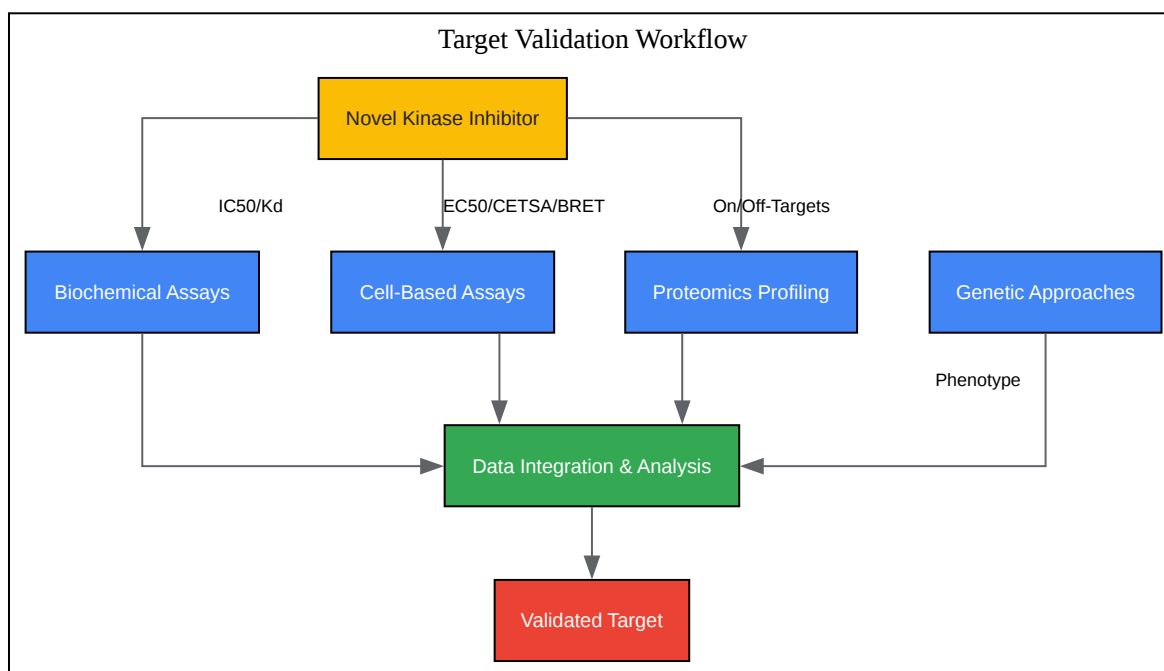 Target Validation Workflow
Novel Kinase Inhibitor
IC50/Kd
EC50/CETSA/BRET
On/Off-Targets
Biochemical Assays
Cell-Based Assays
Proteomics Profiling
Genetic Approaches
Phenotype
Data Integration & Analysis
Validated Target